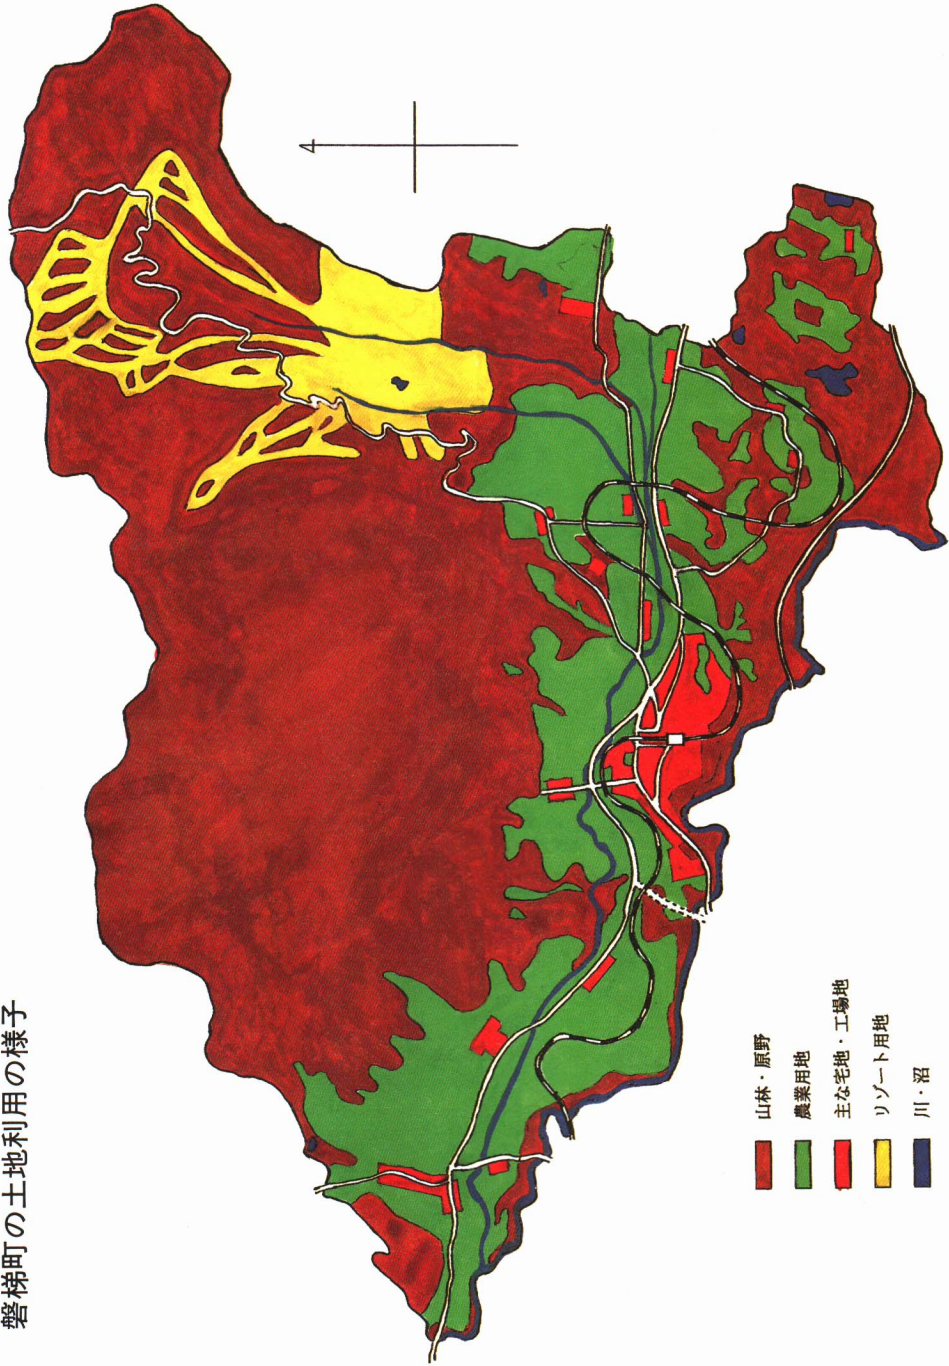 磐梯町の土地利用の様子
山林・原野
農業用地
主な宅地・工場地
リゾート用地
川・沼